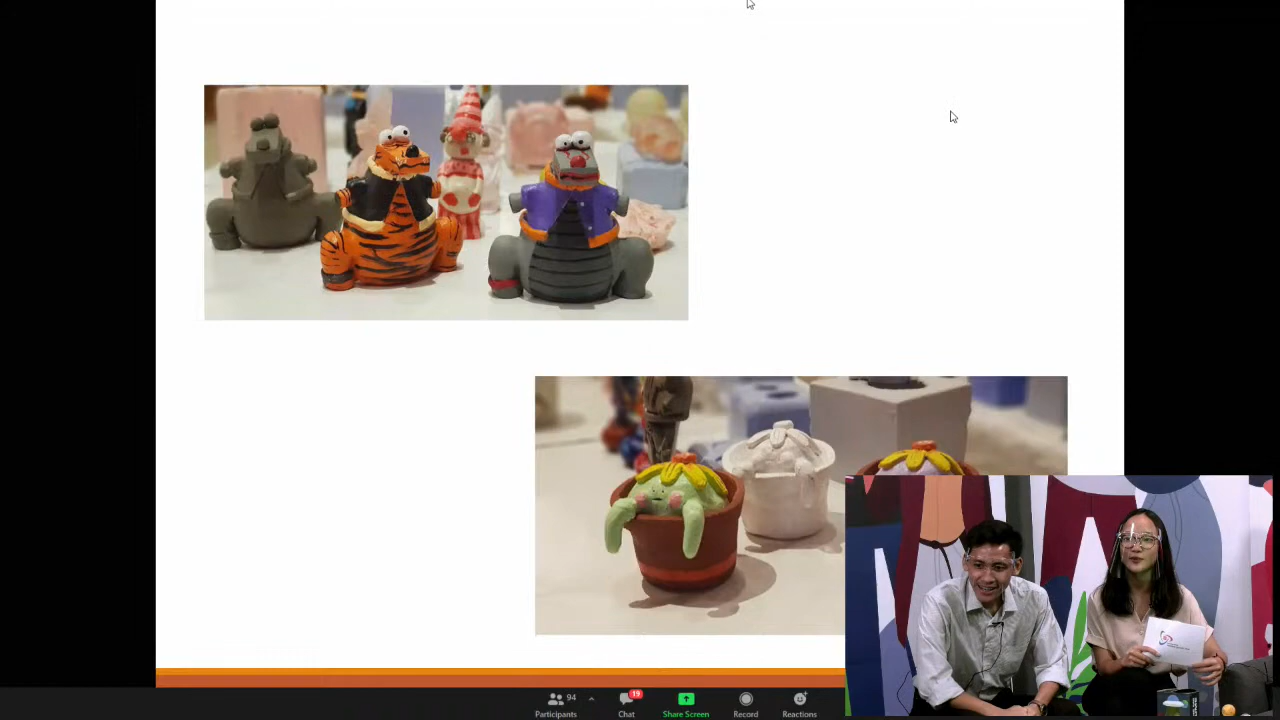 94
19
Participants
Chat
Share Screen
Record
Reactions